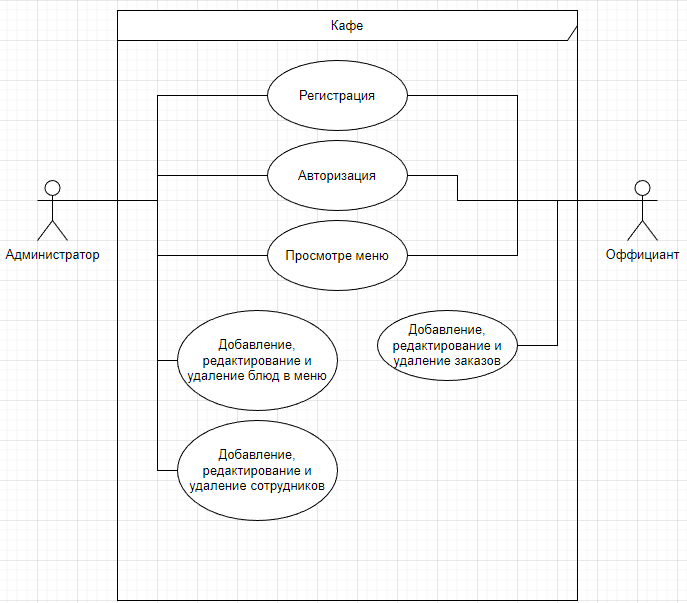 Кафе
Регистрация
Авторизация
Администратор
Оффициант
Просмотре меню
Добавление,
редактирование и
удаление блюд в меню
Добавление,
редактирование и
удаление заказов
Добавление,
редактирование и
удаление сотрудников